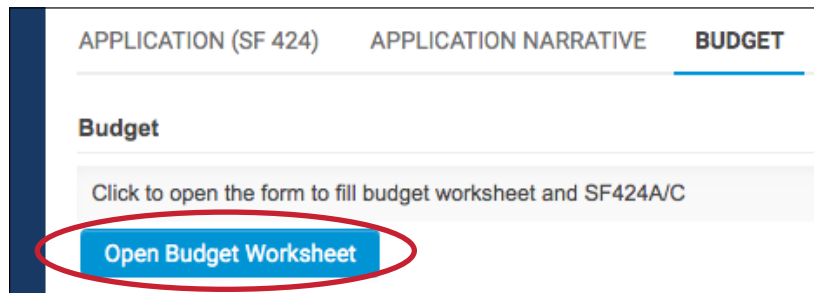 APPLICATION (SF 424) APPLICATION NARRATIVE BUDGET
Budget
Click to open the form to fill budget worksheet and SF424A/C
Open Budget Worksheet